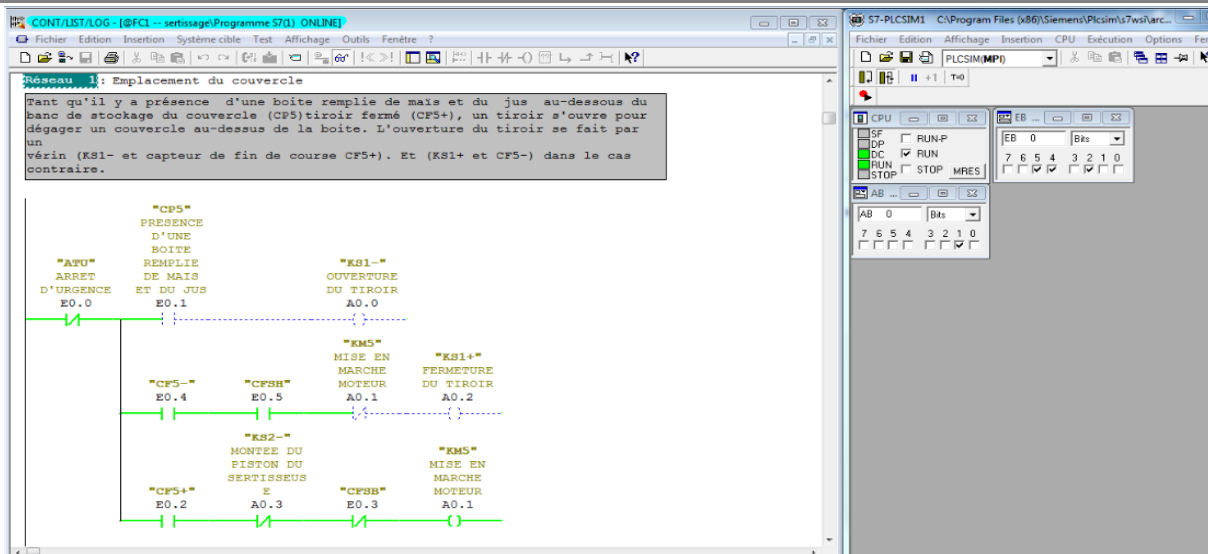 CONT/LIST/LOG - [@FC1 -- sertissage\Programme S7(1) ONLINE]
Fichier Edition Insertion Système cible Test Affichage Outils Fenêtre ?
Réseau 1: Emplacement du couvercle
Tant qu'il y a présence d'une boite remplie de maïs et du jus au-dessous du
banc de stockage du couvercle (CP5)tiroir fermé (CF5+), un tiroir s'ouvre pour
dégager un couvercle au-dessus de la boite. L'ouverture du tiroir se fait par
un
vérin (KS1- et capteur de fin de course CF5+). Et (KS1+ et CF5-) dans le cas
contraire.
"ATU"
ARRET
D'URGENCE
E0.0
"CP5"
PRESENCE
D'UNE
BOITE
REMPLIE
DE MAIS
ET DU JUS
E0.1
"KS1-"
OUVERTURE
DU TIROIR
A0.0
"CF5-"
E0.4
"CFSH"
E0.5
"KM5"
MISE EN
MARCHE
MOTEUR
A0.1
"KS1+"
FERMETURE
DU TIROIR
A0.2
"CF5+"
E0.2
"KS2-"
MONTEE DU
PISTON DU
SERTISSEUS
E
A0.3
"CFSB"
E0.3
"KM5"
MISE EN
MARCHE
MOTEUR
A0.1
S7-PLCSIM1 C:\Program Files (x86)\Siemens\Plcsim\s7wsi\arc...
Fichier Edition Affichage Insertion CPU Exécution Options Fe
PLCSIM(MPI)
+1 T=0
CPU
SF
DP
DC
RUN
STOP
RUN-P
RUN
STOP
MRES
EB ...
EB 0 Bits
7 6 5 4 3 2 1 0
AB ...
AB 0 Bits
7 6 5 4 3 2 1 0